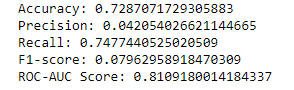 Accuracy: 0.7287071729305883
Precision: 0.042054026621144665
Recall: 0.7477440525020509
F1-score: 0.07962958918470309
ROC-AUC Score: 0.8109180014184337